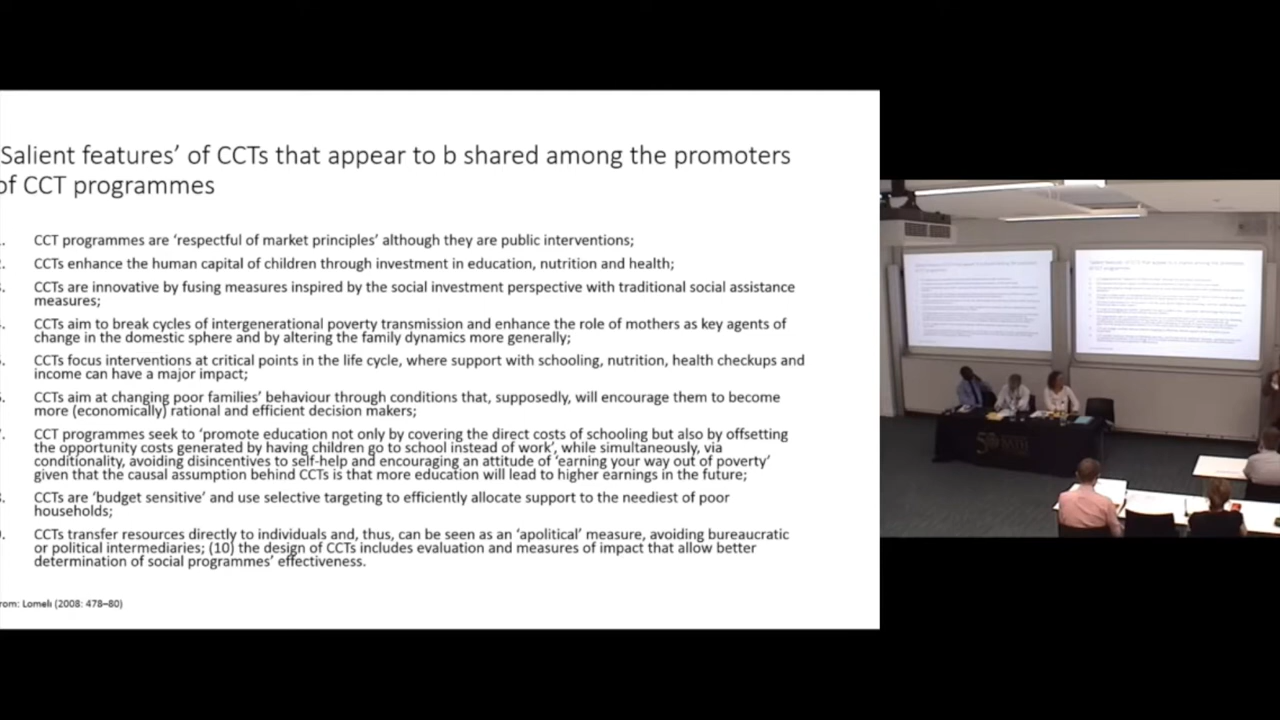 Salient features’ of CCTs that appear to b shared among the promoters
of CCT programmes
CCT programmes are ‘respectful of market principles’ although they are public interventions;
CCTs enhance the human capital of children through investment in education, nutrition and health;
CCTs are innovative by fusing measures inspired by the social investment perspective with traditional social assistance
measures;
CCTs aim to break cycles of intergenerational poverty transmission and enhance the role of mothers as key agents of
change in the domestic sphere and by altering the family dynamics more generally;
CCTs focus interventions at critical points in the life cycle, where support with schooling, nutrition, health checkups and
income can have a major impact;
CCTs aim at changing poor families’ behaviour through conditions that, supposedly, will encourage them to become
more (economically) rational and efficient decision makers;
CCT programmes seek to ‘promote education not only by covering the direct costs of schooling but also by offsetting
the opportunity costs generated by having children go to school instead of work’, while simultaneously, via
conditionality, avoiding disincentives to self-help and encouraging an attitude of ‘earning your way out of poverty’
given that the causal assumption behind CCTs is that more education will lead to higher earnings in the future;
CCTs are ‘budget sensitive’ and use selective targeting to efficiently allocate support to the neediest of poor
households;
CCTs transfer resources directly to individuals and, thus, can be seen as an ‘apolitical’ measure, avoiding bureaucratic
or political intermediaries; (10) the design of CCTs includes evaluation and measures of impact that allow better
determination of social programmes’ effectiveness.
rom: Lomelı (2008: 478–80)